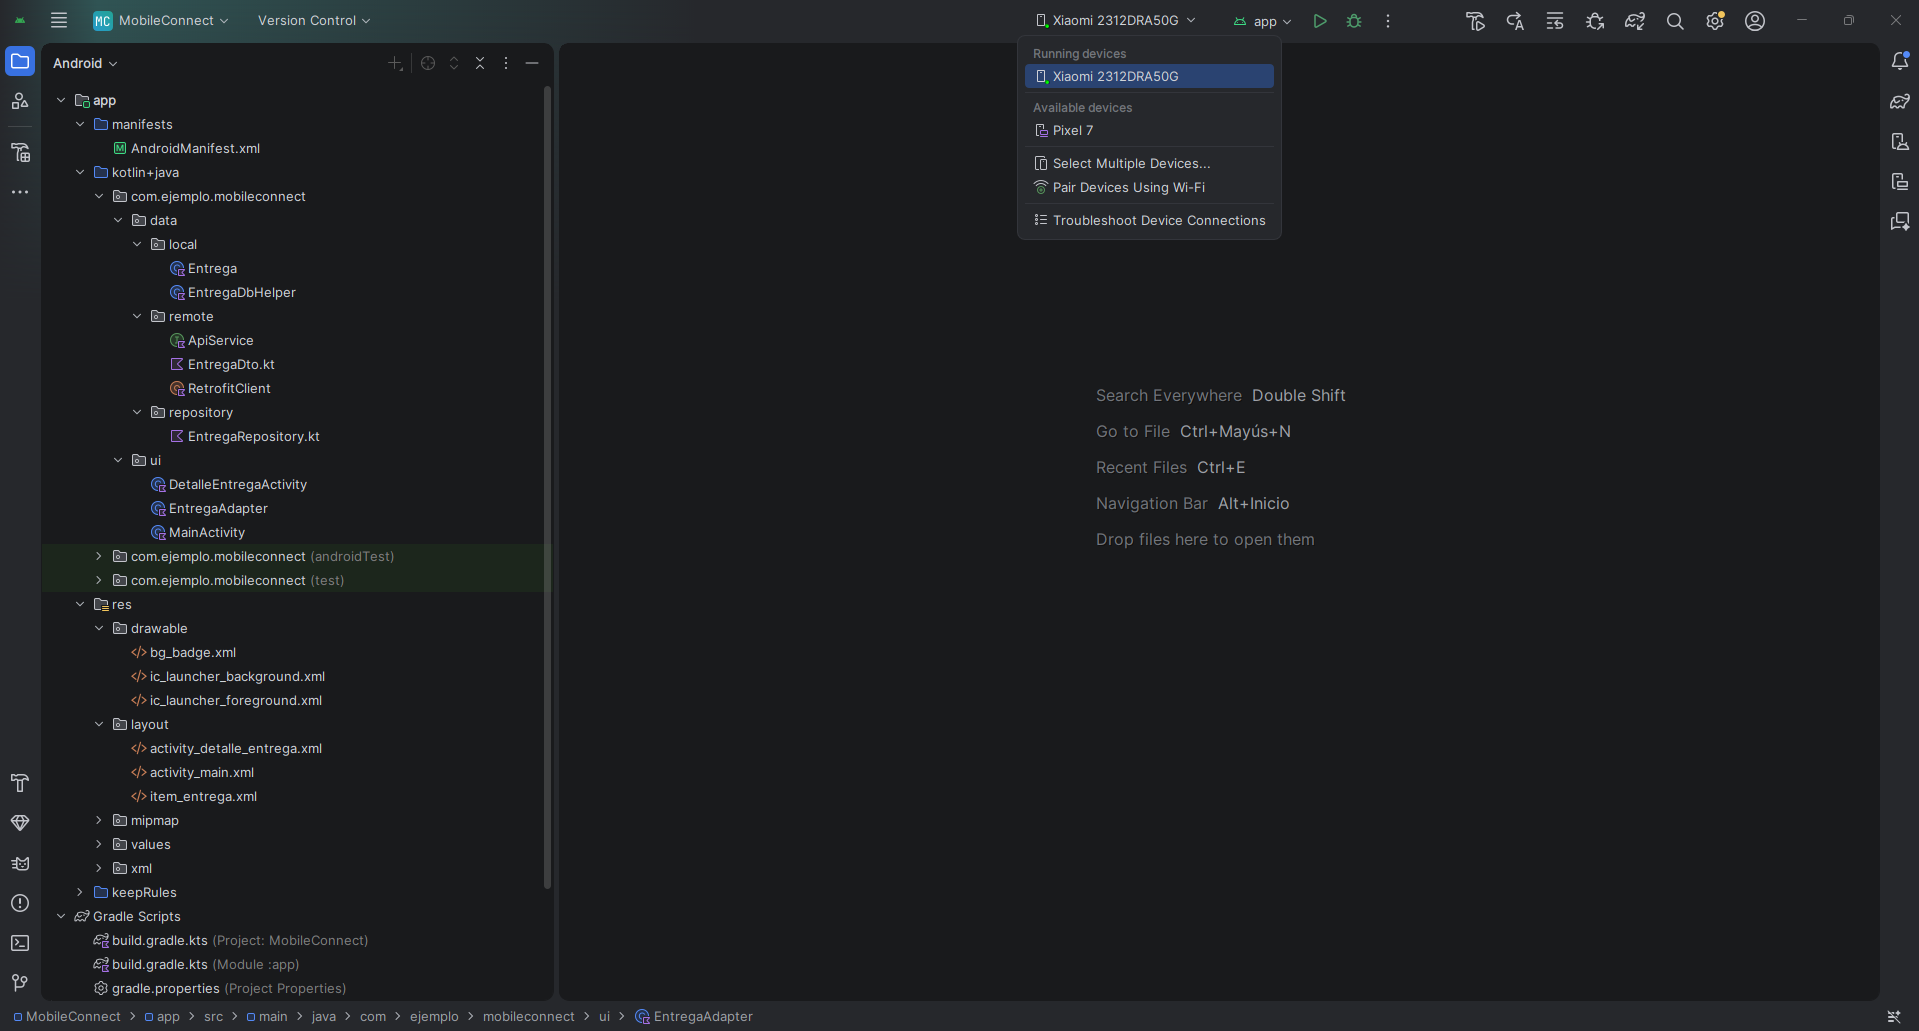 MC MobileConnect Version Control Xiaomi 2312DRA50G app
Android
app
manifests
AndroidManifest.xml
kotlin+java
com.ejemplo.mobileconnect
data
local
Entrega
EntregaDbHelper
remote
ApiService
EntregaDto.kt
RetrofitClient
repository
EntregaRepository.kt
ui
DetalleEntregaActivity
EntregaAdapter
MainActivity
com.ejemplo.mobileconnect (androidTest)
com.ejemplo.mobileconnect (test)
res
drawable
bg_badge.xml
ic_launcher_background.xml
ic_launcher_foreground.xml
layout
activity_detalle_entrega.xml
activity_main.xml
item_entrega.xml
mipmap
values
xml
keepRules
Gradle Scripts
build.gradle.kts (Project: MobileConnect)
build.gradle.kts (Module :app)
gradle.properties (Project Properties)
Running devices
Xiaomi 2312DRA50G
Available devices
Pixel 7
Select Multiple Devices...
Pair Devices Using Wi-Fi
Troubleshoot Device Connections
Search Everywhere Double Shift
Go to File Ctrl+Mayús+N
Recent Files Ctrl+E
Navigation Bar Alt+Inicio
Drop files here to open them
MobileConnect > app > src > main > java > com > ejemplo > mobileconnect > ui > EntregaAdapter